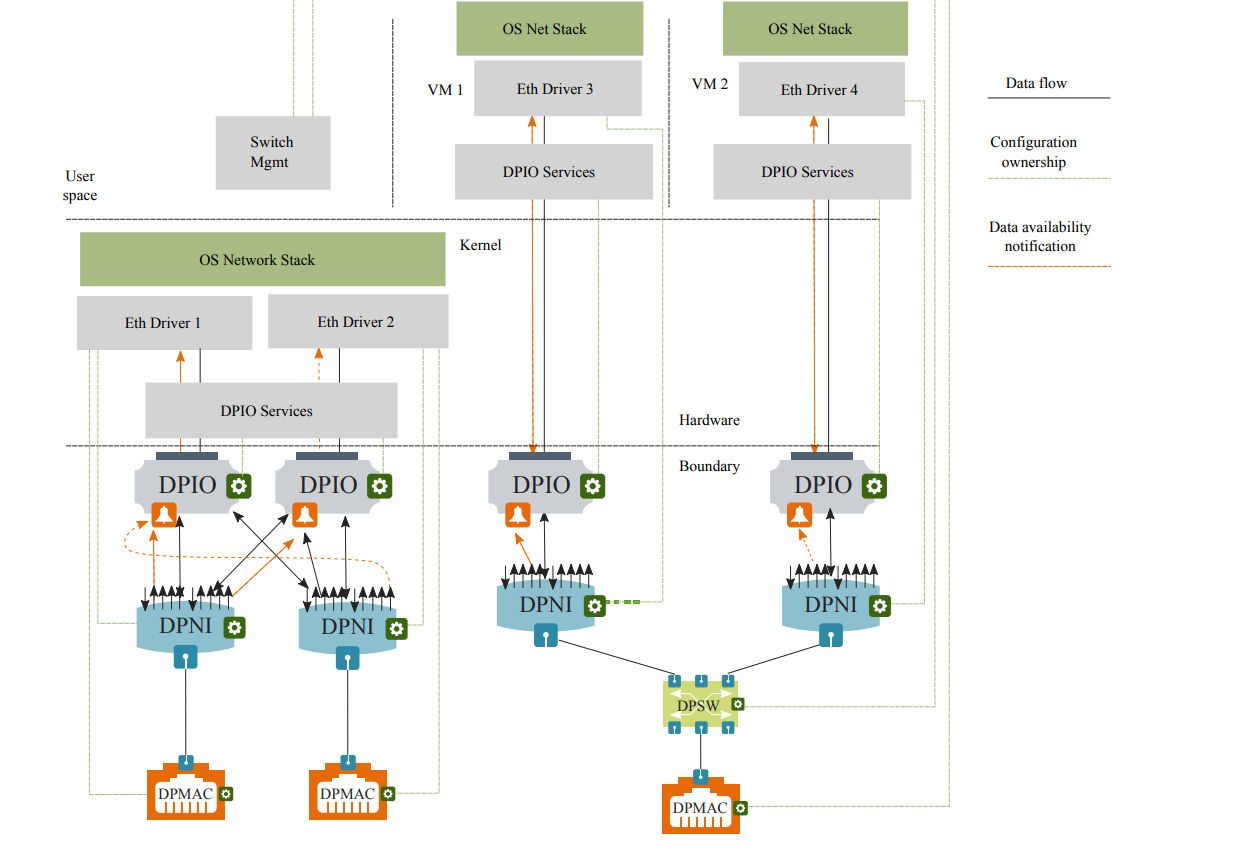 OS Net Stack
OS Net Stack
VM 1
Eth Driver 3
VM 2
Eth Driver 4
Data flow
Switch
Mgmt
Configuration
ownership
DPIO Services
DPIO Services
User
space
Data availability
notification
Kernel
OS Network Stack
Eth Driver 1
Eth Driver 2
DPIO Services
Hardware
Boundary
DPIO
DPIO
DPIO
DPIO
DPNI
DPNI
DPNI
DPNI
DPSW
DPMAC
DPMAC
DPMAC